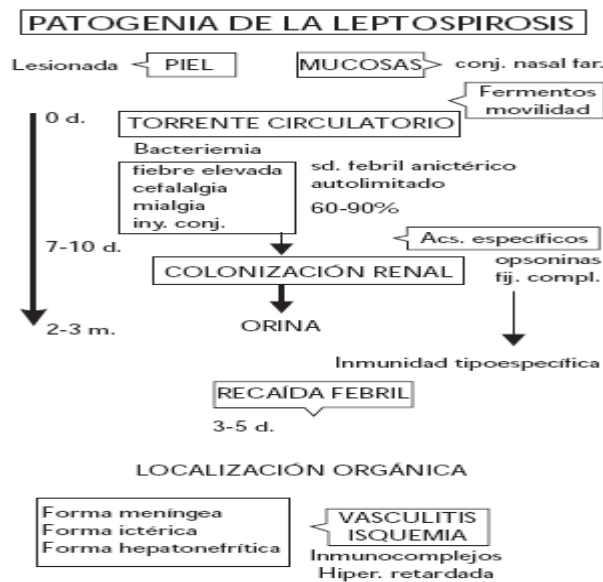 PATOGENIA DE LA LEPTOSPIROSIS
Lesionada PIEL MUCOSAS conj. nasal far.
Fermentos
movilidad
0 d. TORRENTE CIRCULATORIO
Bacteriemia
fiebre elevada
cefalalgia
mialgia
iny. conj.
sd. febril anictérico
autolimitado
60-90%
7-10 d.
Acs. específicos
opsoninas
fij. compl.
COLONIZACIÓN RENAL
2-3 m.
ORINA
Inmunidad tipoespecífica
RECAÍDA FEBRIL
3-5 d.
LOCALIZACIÓN ORGÁNICA
Forma meníngea
Forma ictérica
Forma hepatonefrítica
VASCULITIS
ISQUEMIA
Inmunocomplejos
Hiper. retardada